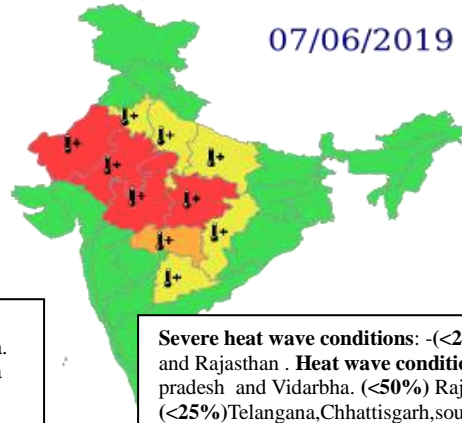 07/06/2019
Severe heat wave conditions: -(<2
and Rajasthan . Heat wave conditio
pradesh and Vidarbha. (<50%) Raj
(<25%)Telangana,Chhattisgarh,sou